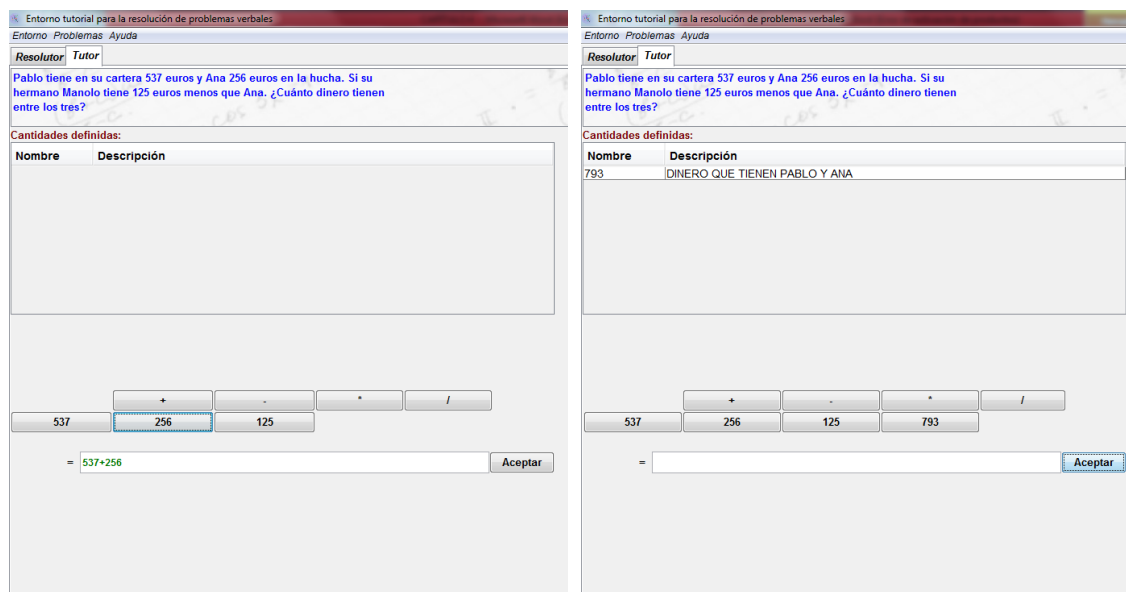 Entorno tutorial para la resolución de problemas verbales
Entorno Problemas Ayuda
Resolutor Tutor
Pablo tiene en su cartera 537 euros y Ana 256 euros en la hucha. Si su
hermano Manolo tiene 125 euros menos que Ana. ¿Cuánto dinero tienen
entre los tres?
Cantidades definidas:
Nombre Descripción
+ - * /
537 256 125
= 537+256 Aceptar
Entorno tutorial para la resolución de problemas verbales
Entorno Problemas Ayuda
Resolutor Tutor
Pablo tiene en su cartera 537 euros y Ana 256 euros en la hucha. Si su
hermano Manolo tiene 125 euros menos que Ana. ¿Cuánto dinero tienen
entre los tres?
Cantidades definidas:
Nombre Descripción
793 DINERO QUE TIENEN PABLO Y ANA
+ - * /
537 256 125 793
= Aceptar